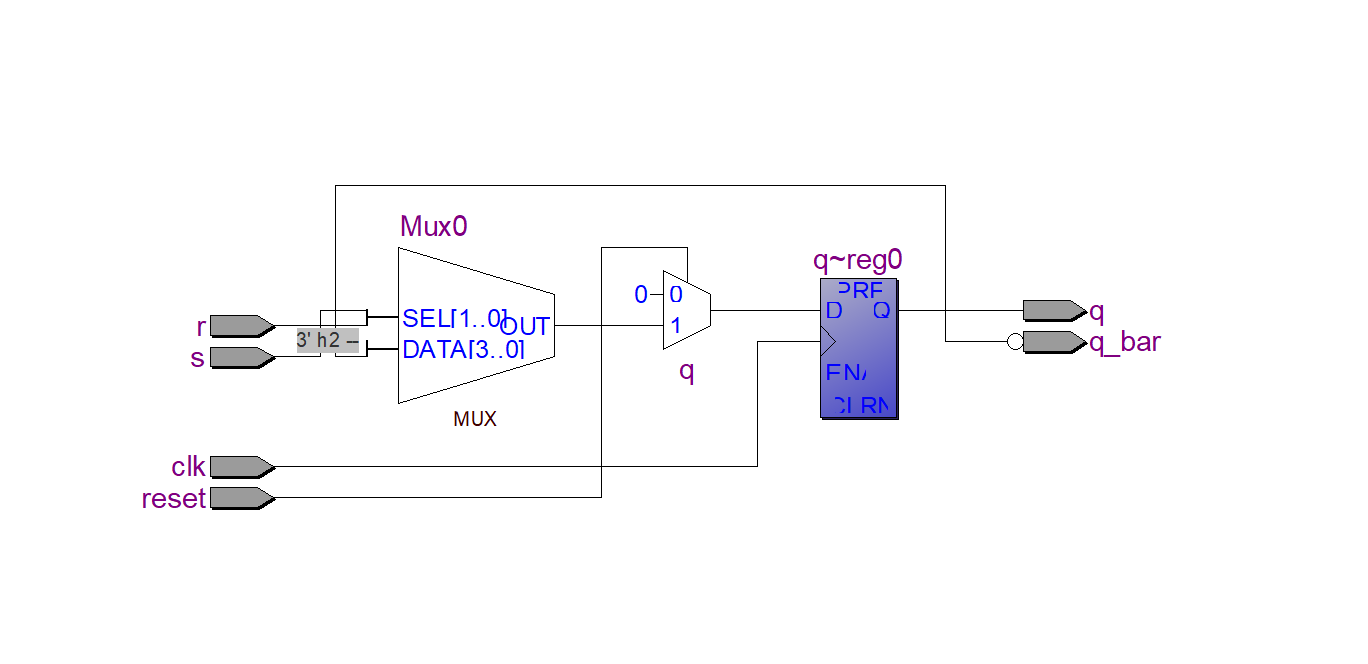 Mux0
SEL[1..0]
OUT
DATA[3..0]
MUX
r
s
3' h2 --
0
0
1
q
q~reg0
PRE
D
Q
ENA
CLRN
q
q_bar
clk
reset